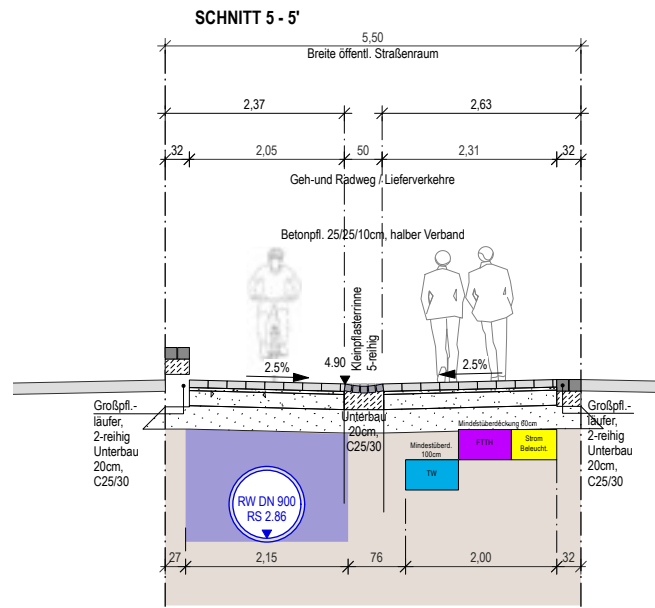 SCHNITT 5 - 5'
5,50
Breite öffentl. Straßenraum
2,37
2,63
32
2,05
50
2,31
32
Geh-und Radweg / Lieferverkehre
Betonpfl. 25/25/10cm, halber Verband
Kleinpflasterrinne
5-reihig
2.5%
4.90
2.5%
Großpfl.-
läufer,
2-reihig
Unterbau
20cm,
C25/30
Unterbau
20cm,
C25/30
Mindestüberdeckung 60cm
Mindestüberd.
100cm
FTTH
Strom
Beleucht.
TW
Großpfl.-
läufer,
2-reihig
Unterbau
20cm,
C25/30
RW DN 900
RS 2.86
27
2,15
76
2,00
32